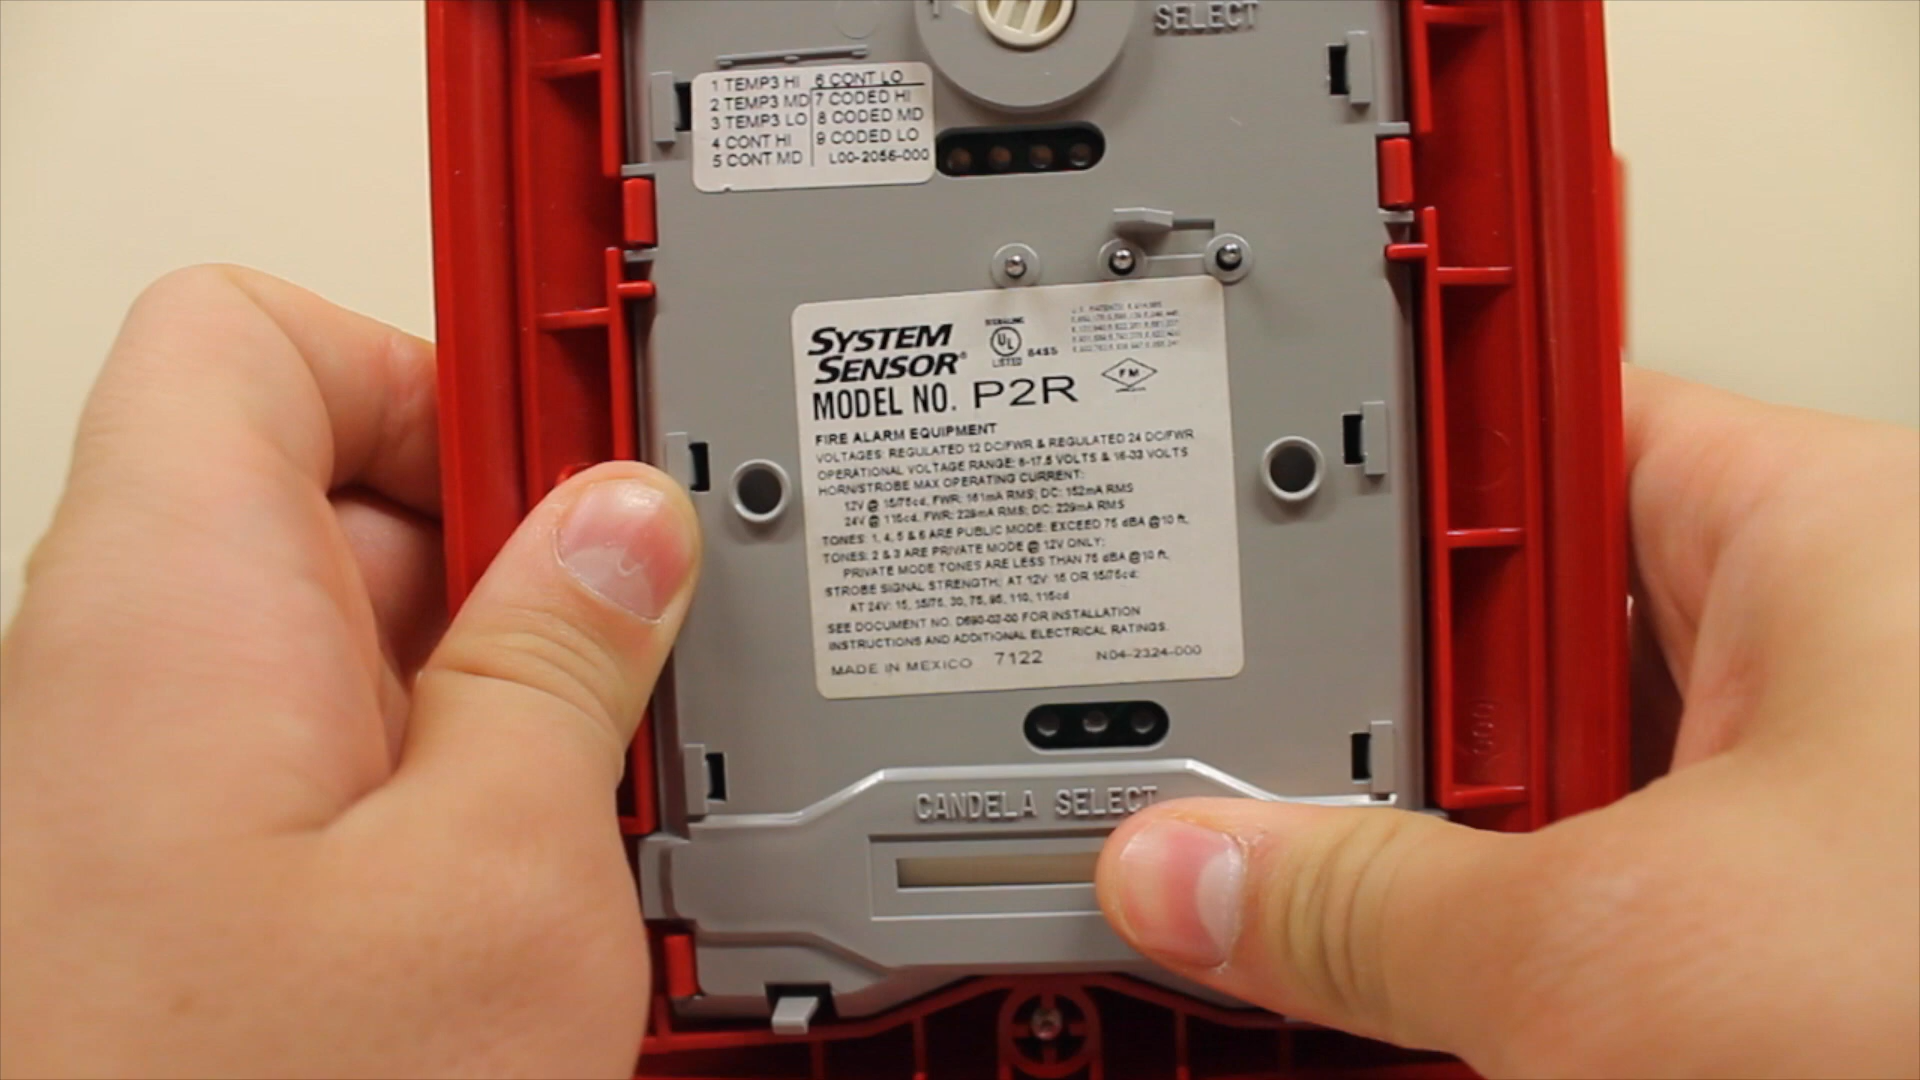 SELECT
1 TEMP3 HI 6 CONT LO
2 TEMP3 MD 7 CODED HI
3 TEMP3 LO 8 CODED MD
4 CONT HI 9 CODED LO
5 CONT MD L00-2056-000
SYSTEM
SENSOR®
SIGNALING
UL
LISTED
84S5
FM
MODEL NO. P2R
FIRE ALARM EQUIPMENT
VOLTAGES: REGULATED 12 DC/FWR & REGULATED 24 DC/FWR
OPERATIONAL VOLTAGE RANGE: 8-17.5 VOLTS & 16-33 VOLTS
HORN/STROBE MAX OPERATING CURRENT:
12V @ 15/75cd, FWR: 161mA RMS; DC: 152mA RMS
24V @ 115cd, FWR: 229mA RMS; DC: 229mA RMS
TONES: 1, 4, 5 & 6 ARE PUBLIC MODE: EXCEED 75 dBA @10 ft,
TONES: 2 & 3 ARE PRIVATE MODE @ 12V ONLY:
PRIVATE MODE TONES ARE LESS THAN 75 dBA @10 ft,
STROBE SIGNAL STRENGTH: AT 12V: 15 OR 15/75cd:
AT 24V: 15, 15/75, 30, 75, 95, 110, 115cd
SEE DOCUMENT NO. D690-03-00 FOR INSTALLATION
INSTRUCTIONS AND ADDITIONAL ELECTRICAL RATINGS.
MADE IN MEXICO 7122 N04-2324-000
CANDELA SELECT